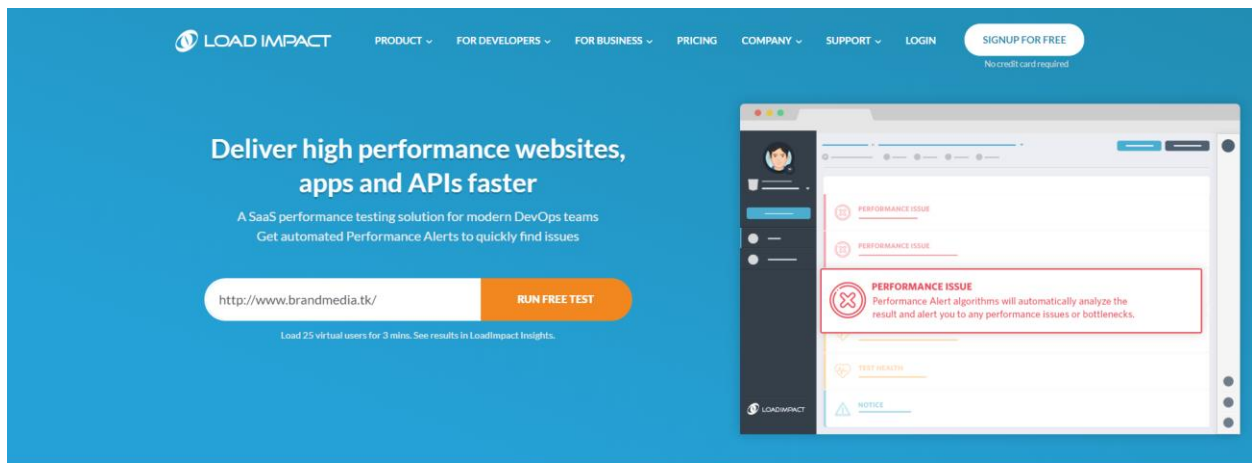 LOAD IMPACT
PRODUCT
FOR DEVELOPERS
FOR BUSINESS
PRICING
COMPANY
SUPPORT
LOGIN
SIGNUP FOR FREE
No credit card required
Deliver high performance websites,
apps and APIs faster
A SaaS performance testing solution for modern DevOps teams
Get automated Performance Alerts to quickly find issues
http://www.brandmedia.tk/
RUN FREE TEST
Load 25 virtual users for 3 mins. See results in LoadImpact Insights.
PERFORMANCE ISSUE
PERFORMANCE ISSUE
PERFORMANCE ISSUE
Performance Alert algorithms will automatically analyze the
result and alert you to any performance issues or bottlenecks.
TEST HEALTH
NOTICE
LOADIMPACT